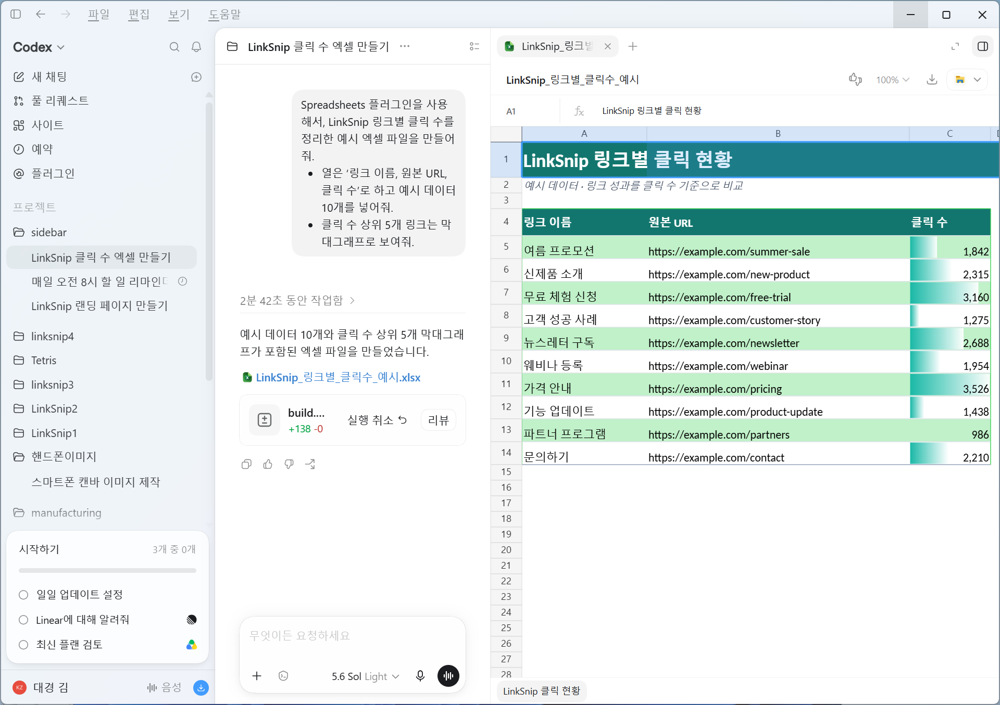 파일 편집 보기 도움말
Codex
새 채팅
풀 리퀘스트
사이트
예약
플러그인
프로젝트
sidebar
LinkSnip 클릭 수 엑셀 만들기
매일 오전 8시 할 일 리마인더
LinkSnip 랜딩 페이지 만들기
linksnip4
Tetris
linksnip3
LinkSnip2
LinkSnip1
핸드폰이미지
스마트폰 캔바 이미지 제작
manufacturing
시작하기 3개 중 0개
일일 업데이트 설정
Linear에 대해 알려줘
최신 플랜 검토
KZ 대경 김 음성
LinkSnip 클릭 수 엑셀 만들기
Spreadsheets 플러그인을 사용
해서, LinkSnip 링크별 클릭 수를
정리한 예시 엑셀 파일을 만들어
줘.
• 열은 ‘링크 이름, 원본 URL,
클릭 수’로 하고 예시 데이터
10개를 넣어줘.
• 클릭 수 상위 5개 링크는 막
대그래프로 보여줘.
2분 42초 동안 작업함
예시 데이터 10개와 클릭 수 상위 5개 막대그래
프가 포함된 엑셀 파일을 만들었습니다.
LinkSnip_링크별_클릭수_예시.xlsx
build....
+138 -0
실행 취소 리뷰
무엇이든 요청하세요
5.6 Sol Light
LinkSnip_링크별
LinkSnip_링크별_클릭수_예시 100%
A1 fx LinkSnip 링크별 클릭 현황
A B C
1 LinkSnip 링크별 클릭 현황
2 예시 데이터 · 링크 성과를 클릭 수 기준으로 비교
3
4 링크 이름 원본 URL 클릭 수
5 여름 프로모션 https://example.com/summer-sale 1,842
6 신제품 소개 https://example.com/new-product 2,315
7 무료 체험 신청 https://example.com/free-trial 3,160
8 고객 성공 사례 https://example.com/customer-story 1,275
9 뉴스레터 구독 https://example.com/newsletter 2,688
10 웨비나 등록 https://example.com/webinar 1,954
11 가격 안내 https://example.com/pricing 3,526
12 기능 업데이트 https://example.com/product-update 1,438
13 파트너 프로그램 https://example.com/partners 986
14 문의하기 https://example.com/contact 2,210
15
16
17
18
19
20
21
22
23
24
25
26
27
28
LinkSnip 클릭 현황